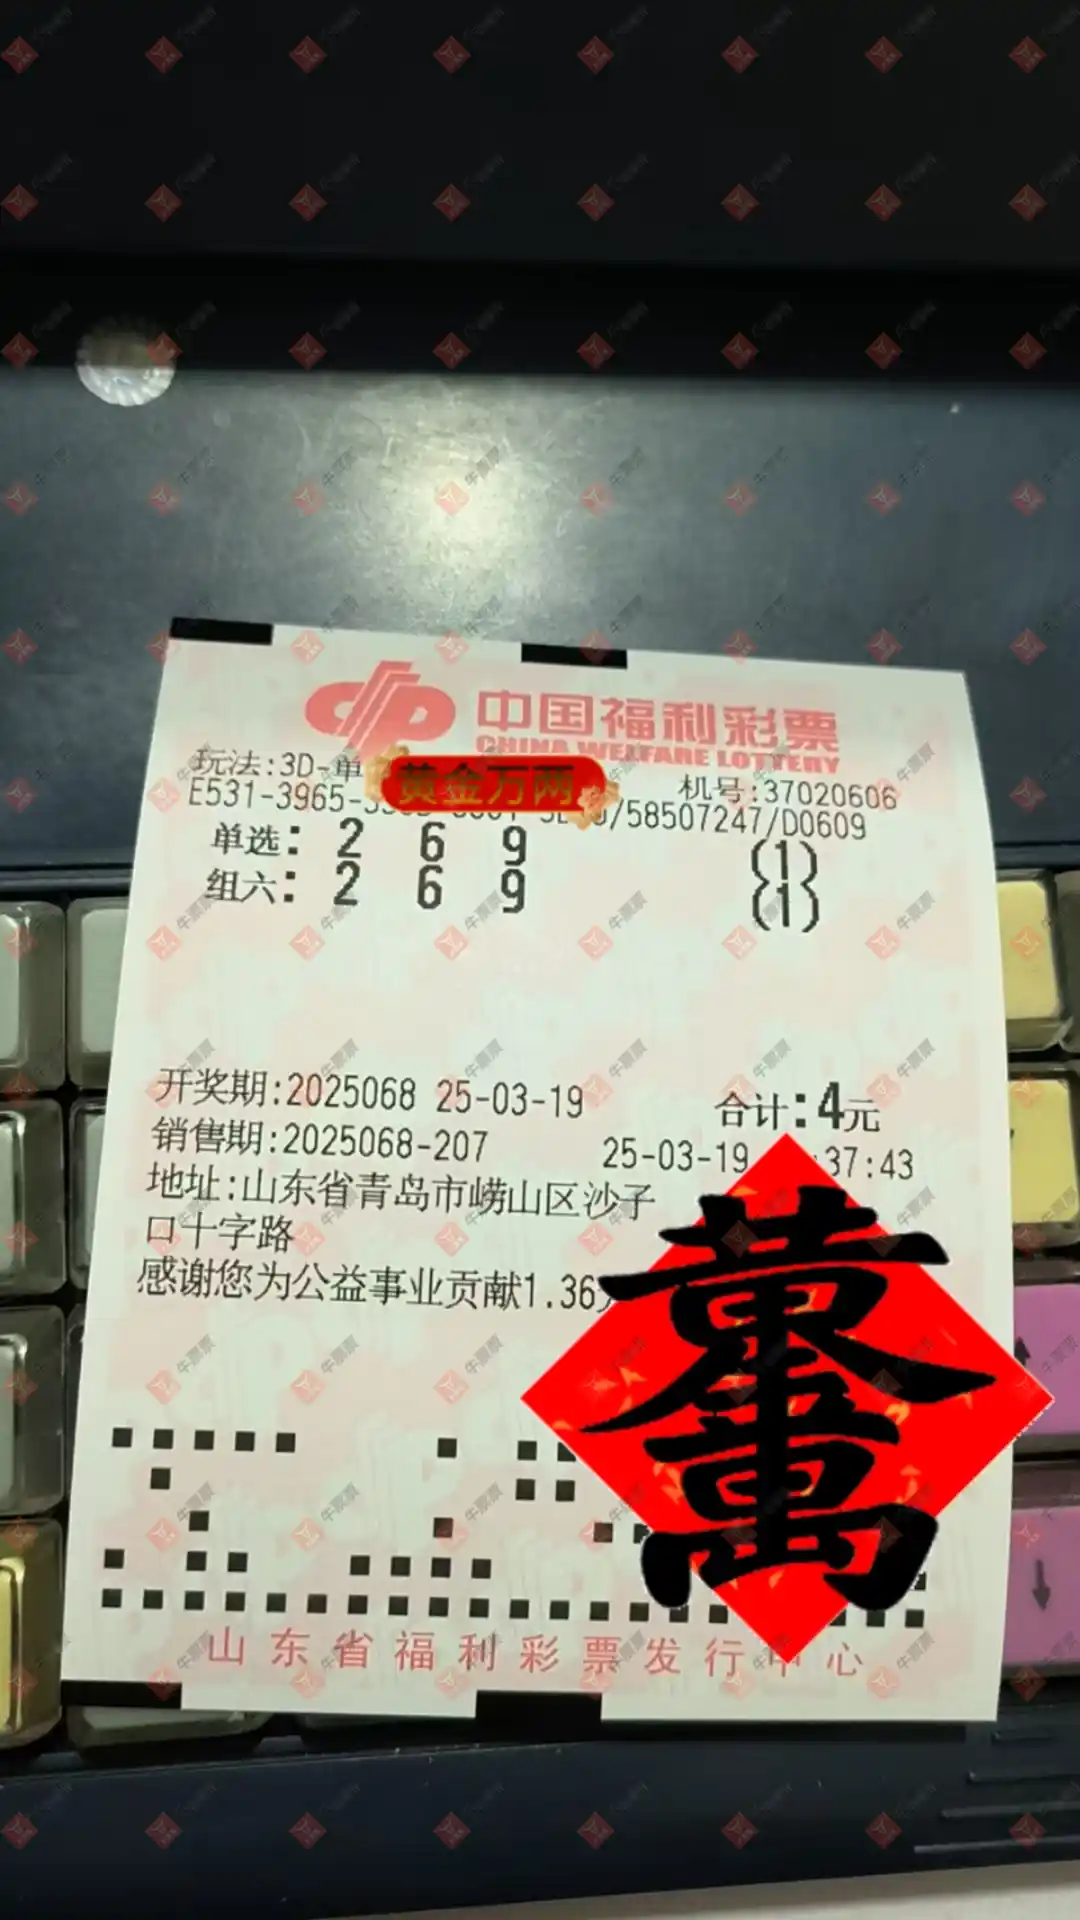 中国福利彩票
CHINA WELFARE LOTTERY
玩法:3D-单
黄金万两
机号:37020606
E531-3965-
/58507247/D0609
单选: 2 6 9 (1)
组六: 2 6 9 (1)
开奖期:2025068 25-03-19
合计:4元
销售期:2025068-207
25-03-19 :37:43
地址:山东省青岛市崂山区沙子
口十字路
感谢您为公益事业贡献1.36
山东省福利彩票发行中心
牛票票